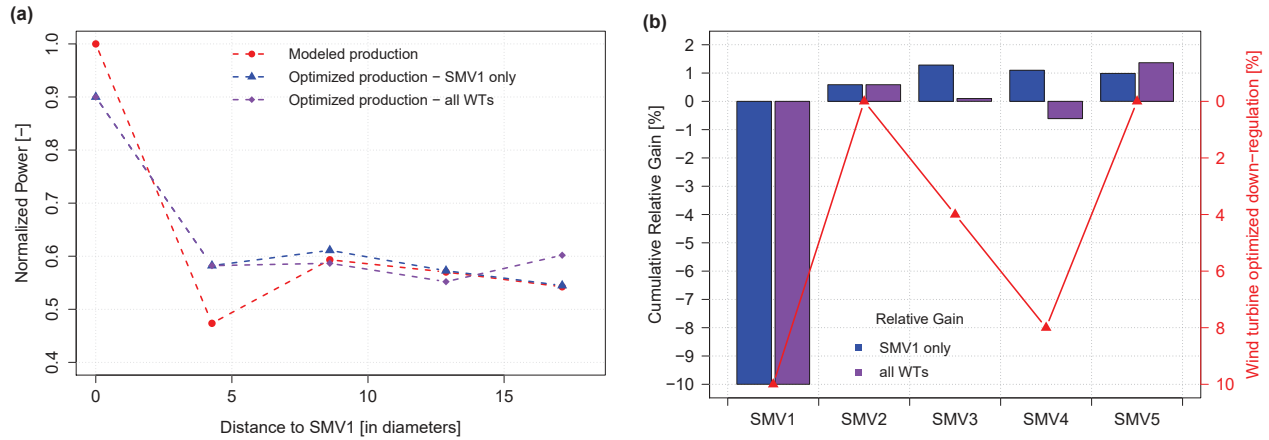 (a)
Normalized Power [−]
1.0
0.9
0.8
0.7
0.6
0.5
0.4
Modeled production
Optimized production − SMV1 only
Optimized production − all WTs
0 5 10 15
Distance to SMV1 [in diameters]
(b)
Cumulative Relative Gain [%]
2
1
0
−1
−2
−3
−4
−5
−6
−7
−8
−9
−10
Relative Gain
SMV1 only
all WTs
SMV1 SMV2 SMV3 SMV4 SMV5
0
2
4
6
8
10
Wind turbine optimized down−regulation [%]